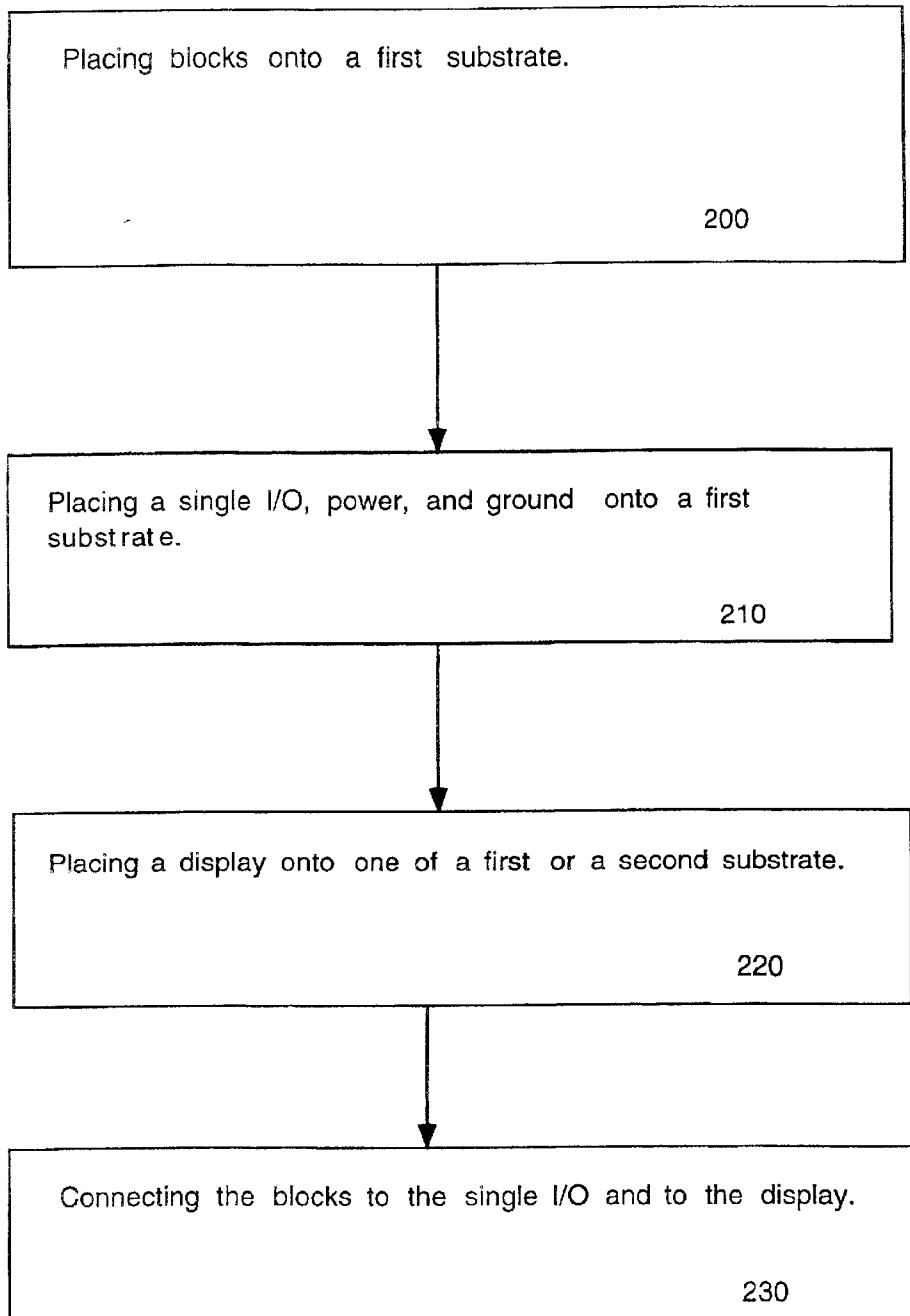 Placing blocks onto a first substrate.
200
Placing a single I/O, power, and ground onto a first
substrate.
210
Placing a display onto one of a first or a second substrate.
220
Connecting the blocks to the single I/O and to the display.
230